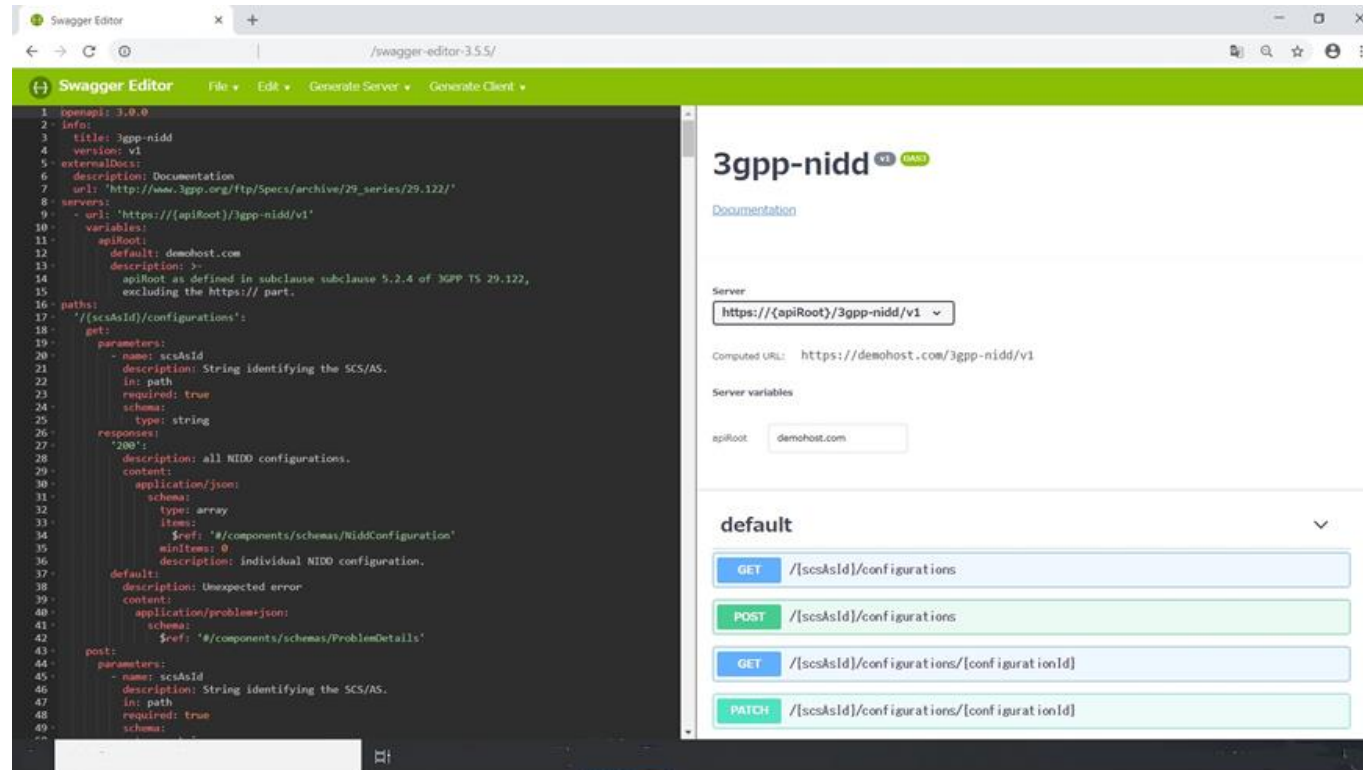 Swagger Editor
/swagger-editor-3.5.5/
Swagger Editor File Edit Generate Server Generate Client
1 openapi: 3.0.0
2 info:
3 title: 3gpp-nidd
4 version: v1
5 externalDocs:
6 description: Documentation
7 url: 'http://www.3gpp.org/ftp/Specs/archive/29_series/29.122/'
8 servers:
9 - url: 'https://{apiRoot}/3gpp-nidd/v1'
10 variables:
11 apiRoot:
12 default: demohost.com
13 description: >-
14 apiRoot as defined in subclause subclause 5.2.4 of 3GPP TS 29.122,
15 excluding the https:// part.
16 paths:
17 '/{scsAsId}/configurations':
18 get:
19 parameters:
20 - name: scsAsId
21 description: String identifying the SCS/AS.
22 in: path
23 required: true
24 schema:
25 type: string
26 responses:
27 '200':
28 description: all NIDD configurations.
29 content:
30 application/json:
31 schema:
32 type: array
33 items:
34 $ref: '#/components/schemas/NiddConfiguration'
35 minItems: 0
36 description: individual NIDD configuration.
37 default:
38 description: Unexpected error
39 content:
40 application/problem+json:
41 schema:
42 $ref: '#/components/schemas/ProblemDetails'
43 post:
44 parameters:
45 - name: scsAsId
46 description: String identifying the SCS/AS.
47 in: path
48 required: true
49 schema:
3gpp-nidd v1 OAS3
Documentation
Server
https://{apiRoot}/3gpp-nidd/v1
Computed URL: https://demohost.com/3gpp-nidd/v1
Server variables
apiRoot demohost.com
default
GET /{scsAsId}/configurations
POST /{scsAsId}/configurations
GET /{scsAsId}/configurations/{configurationId}
PATCH /{scsAsId}/configurations/{configurationId}